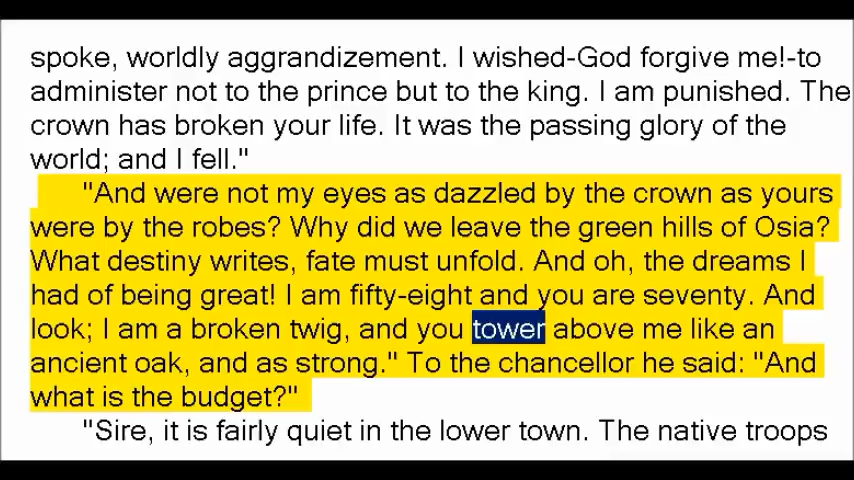 spoke, worldly aggrandizement. I wished-God forgive me!-to
administer not to the prince but to the king. I am punished. The
crown has broken your life. It was the passing glory of the
world; and I fell."
"And were not my eyes as dazzled by the crown as yours
were by the robes? Why did we leave the green hills of Osia?
What destiny writes, fate must unfold. And oh, the dreams I
had of being great! I am fifty-eight and you are seventy. And
look; I am a broken twig, and you tower above me like an
ancient oak, and as strong." To the chancellor he said: "And
what is the budget?"
"Sire, it is fairly quiet in the lower town. The native troops